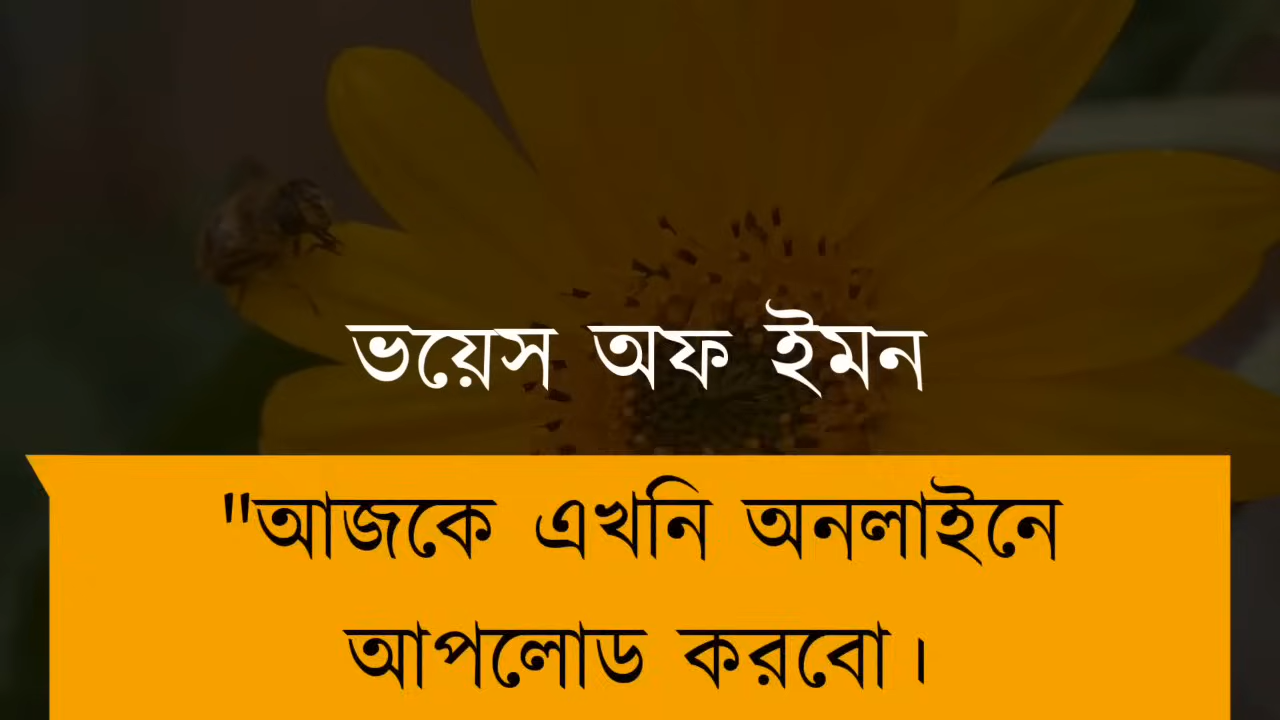 ভয়েস অফ ইমন
"আজকে এখনি অনলাইনে
আপলোড করবো।